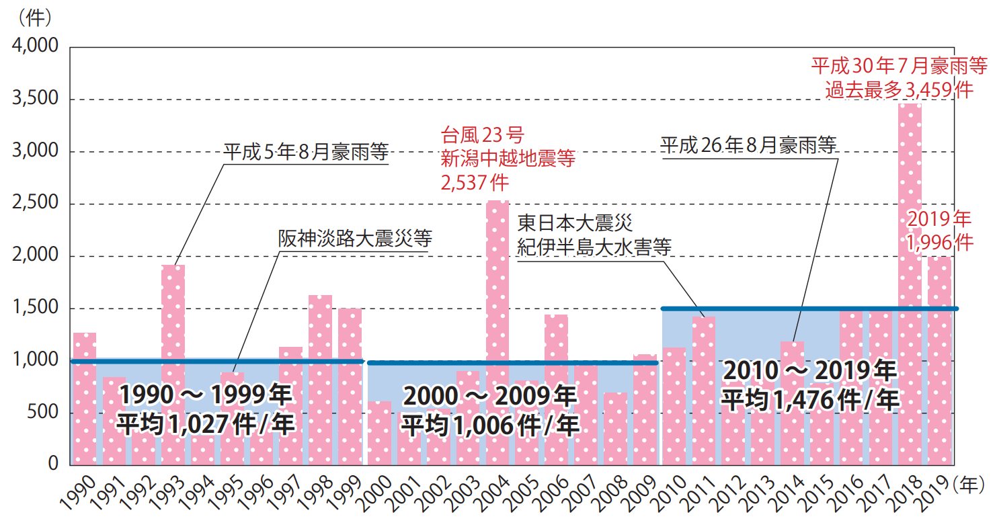 （件）
4,000
3,500
3,000
2,500
2,000
1,500
1,000
500
0
平成5年8月豪雨等
阪神淡路大震災等
台風23号
新潟中越地震等
2,537件
東日本大震災
紀伊半島大水害等
平成26年8月豪雨等
平成30年7月豪雨等
過去最多3,459件
2019年
1,996件
1990～1999年
平均1,027件/年
2000～2009年
平均1,006件/年
2010～2019年
平均1,476件/年
1990
1991
1992
1993
1994
1995
1996
1997
1998
1999
2000
2001
2002
2003
2004
2005
2006
2007
2008
2009
2010
2011
2012
2013
2014
2015
2016
2017
2018
2019
（年）